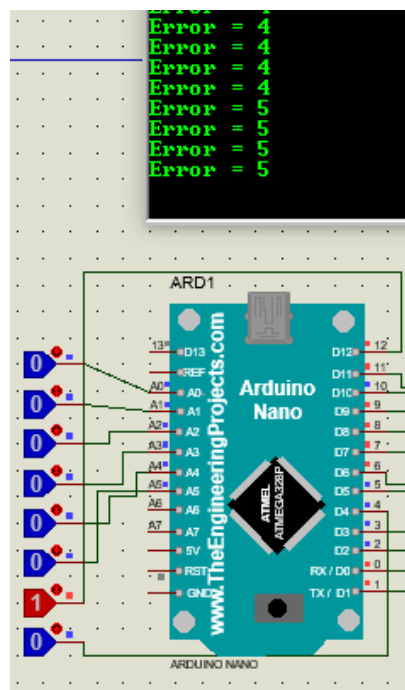 Error = 4
Error = 4
Error = 4
Error = 4
Error = 5
Error = 5
Error = 5
Error = 5
ARD1
www.TheEngineeringProjects.com
Arduino
Nano
ATMEL
ATMEGA328P
13 D13
REF
A0 A0
A1 A1
A2 A2
A3 A3
A4 A4
A5 A5
A6 A6
A7 A7
5V
RST
GND
D12 12
D11 11
D10 10
D9 9
D8 8
D7 7
D6 6
D5 5
D4 4
D3 3
D2 2
RX / D0 0
TX / D1 1
0
0
0
0
0
0
1
0
ARDUINO NANO